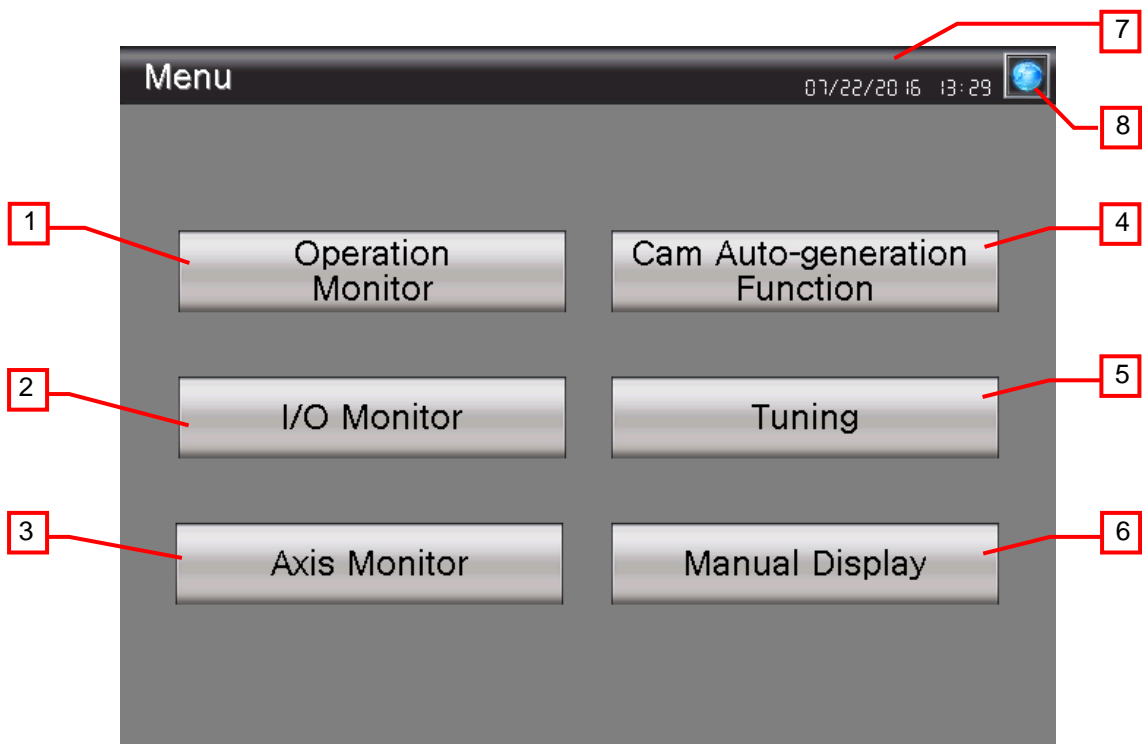 7
Menu
07/22/2016 13:29
8
1
Operation
Monitor
4
Cam Auto-generation
Function
2
I/O Monitor
5
Tuning
3
Axis Monitor
6
Manual Display